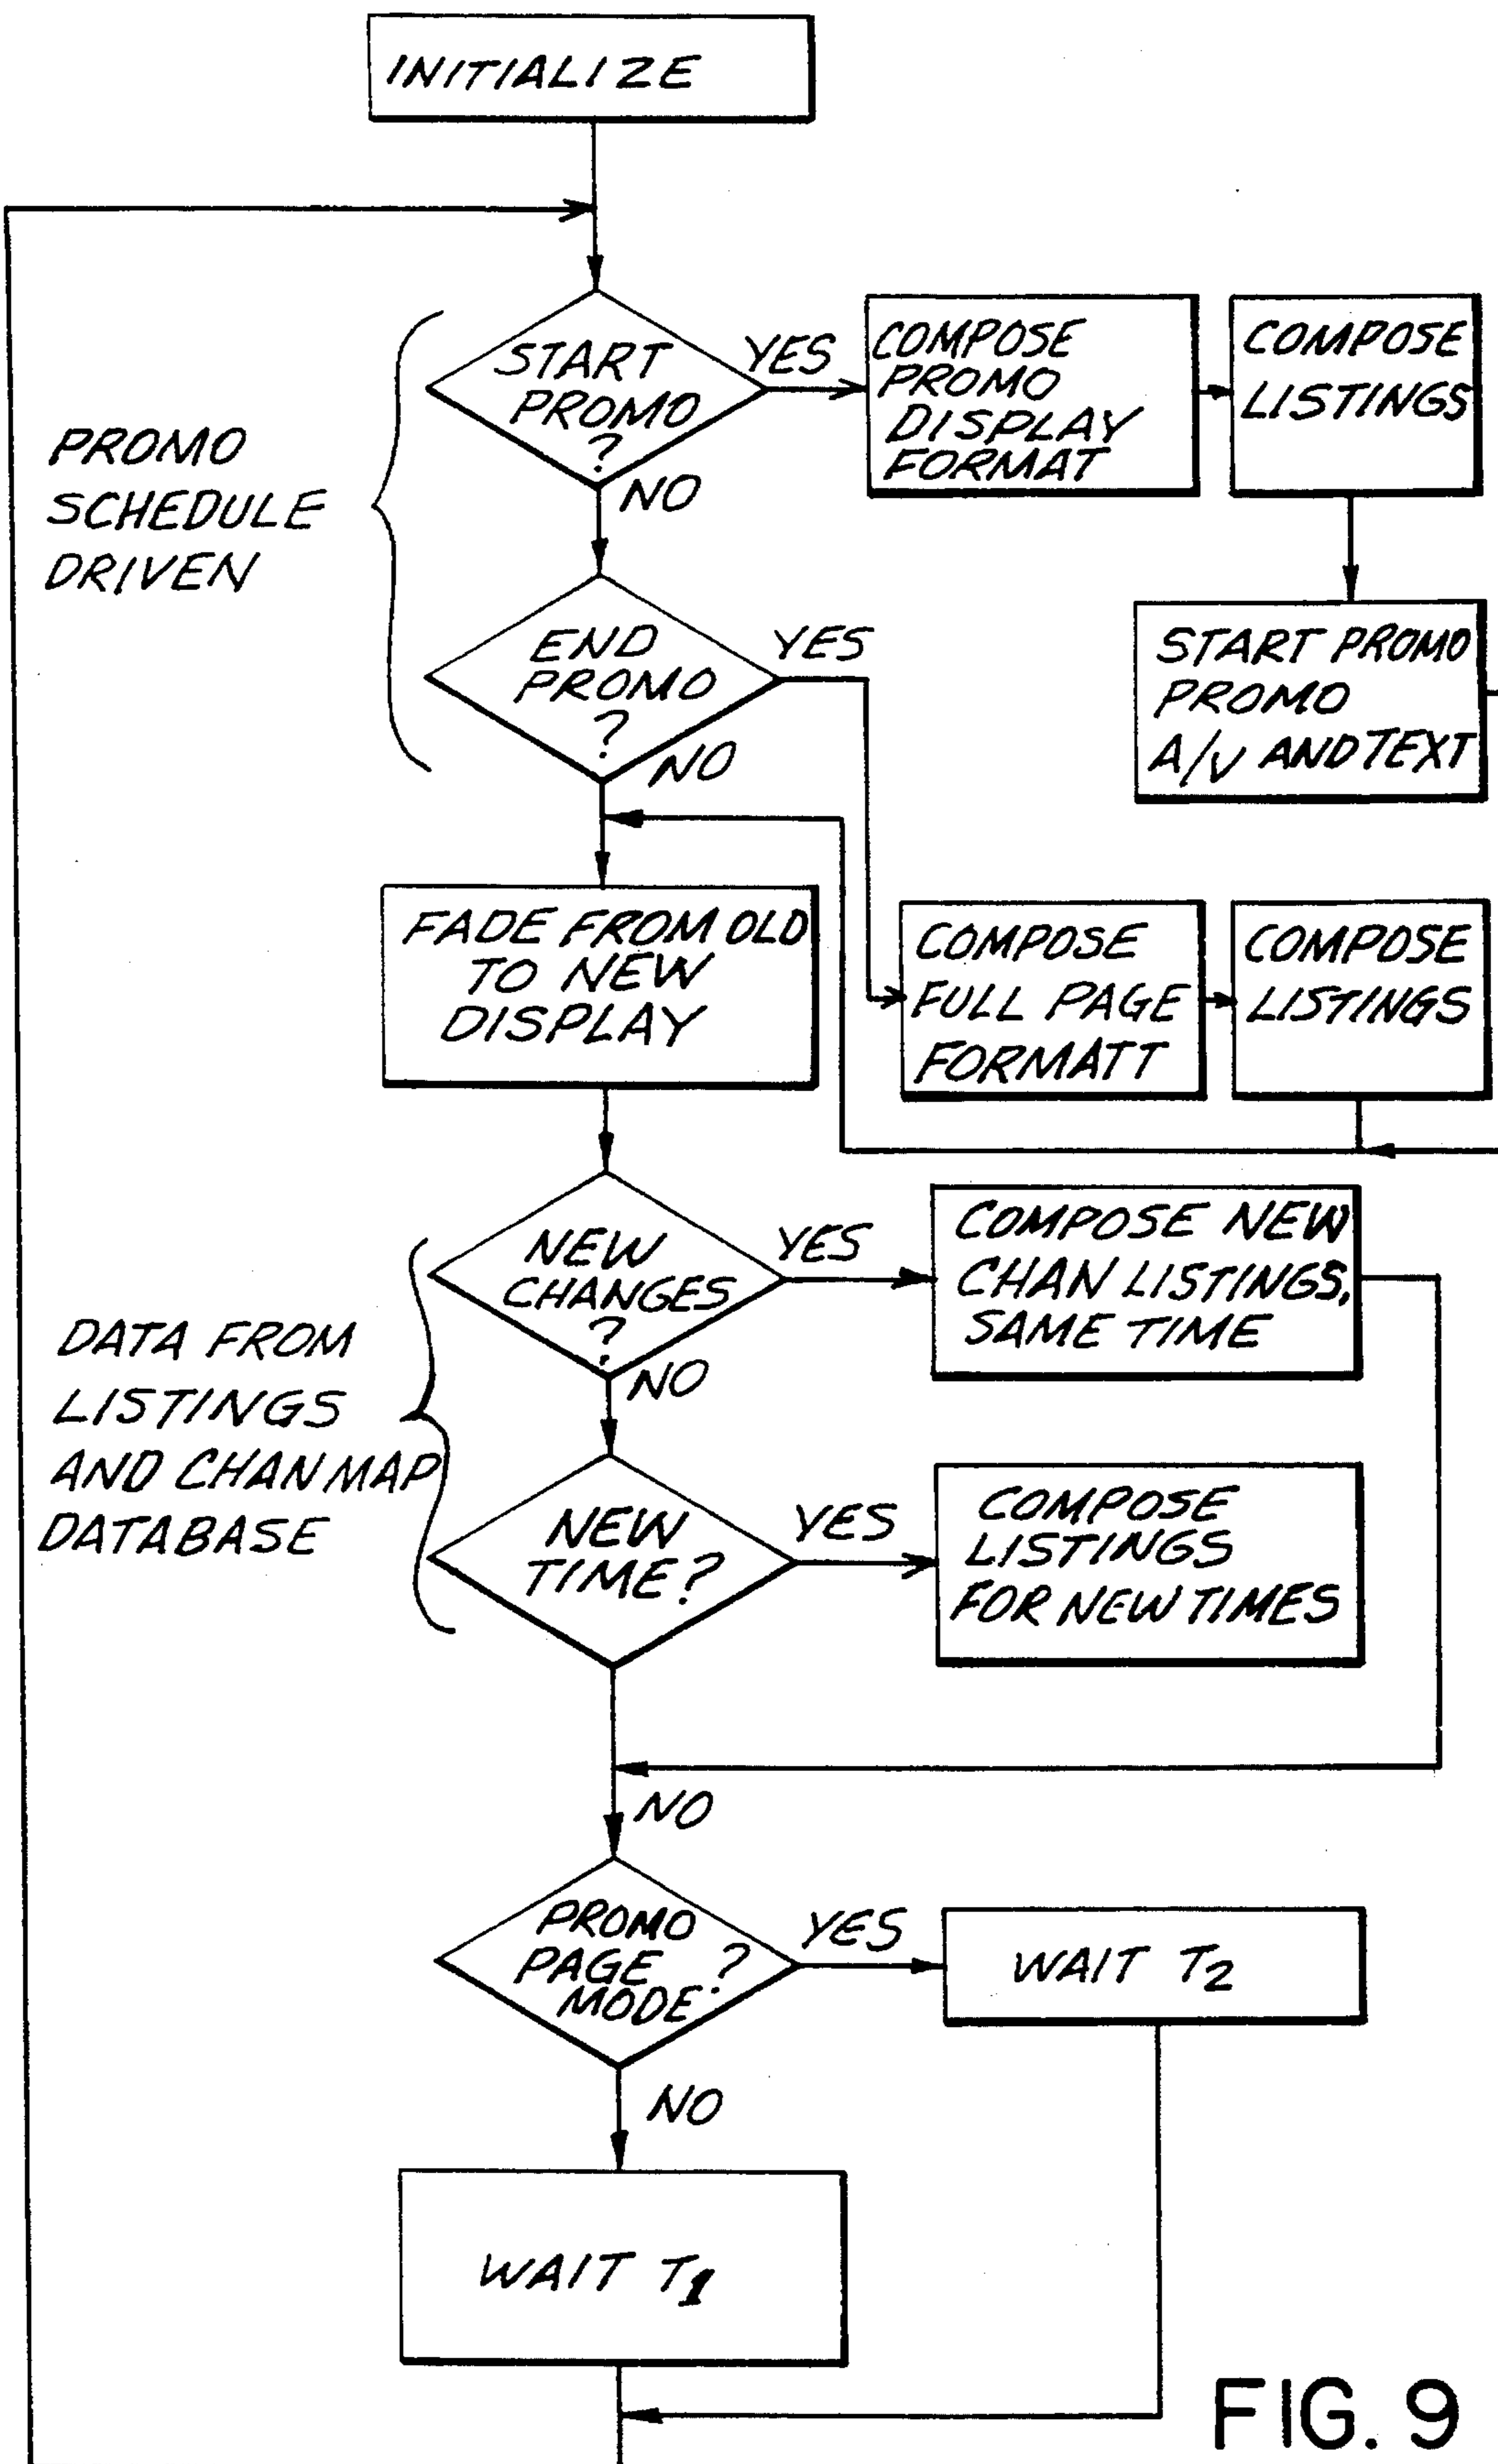 INITIALIZE
START
PROMO
?
YES
NO
COMPOSE
PROMO
DISPLAY
FORMAT
COMPOSE
LISTINGS
PROMO
SCHEDULE
DRIVEN
END
PROMO
?
YES
NO
START PROMO
PROMO
A/V AND TEXT
FADE FROM OLD
TO NEW
DISPLAY
COMPOSE
FULL PAGE
FORMATT
COMPOSE
LISTINGS
NEW
CHANGES
?
YES
NO
COMPOSE NEW
CHAN LISTINGS,
SAME TIME
DATA FROM
LISTINGS
AND CHAN MAP
DATABASE
NEW
TIME?
YES
COMPOSE
LISTINGS
FOR NEW TIMES
NO
PROMO
PAGE ?
MODE
YES
WAIT T2
NO
WAIT T1
FIG. 9